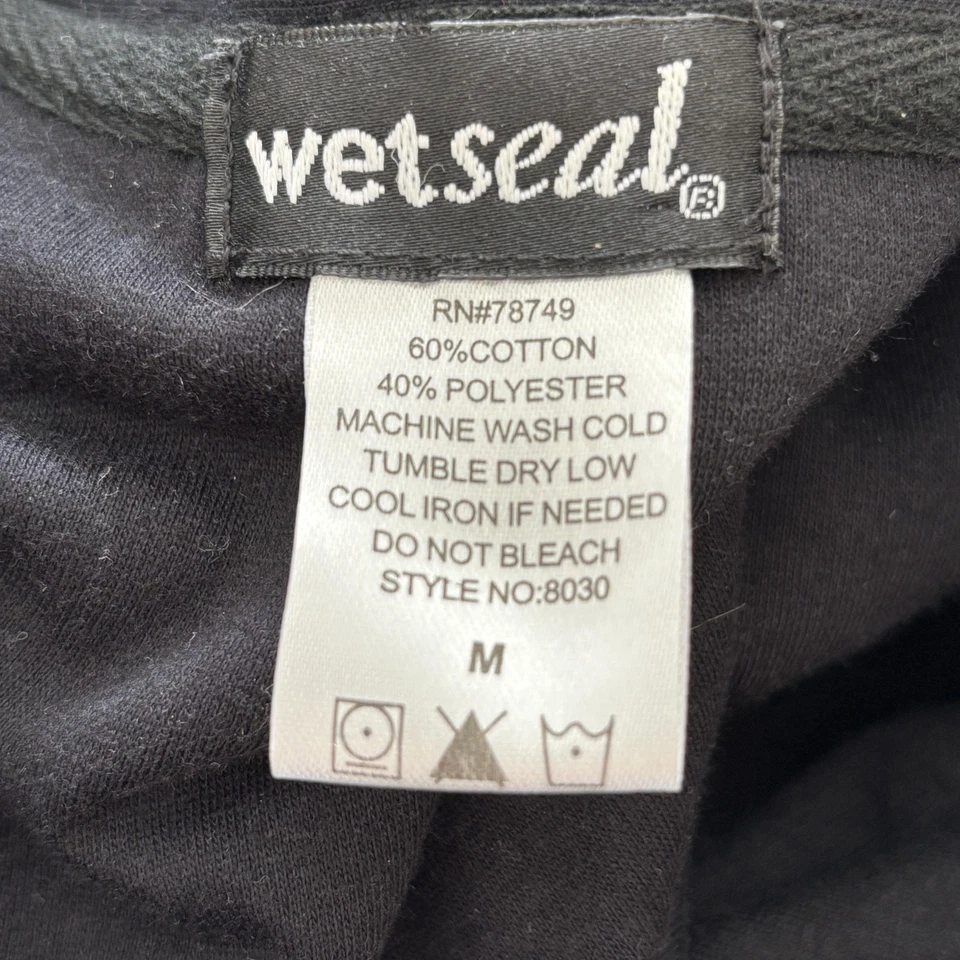 wetseal®
RN#78749
60%COTTON
40% POLYESTER
MACHINE WASH COLD
TUMBLE DRY LOW
COOL IRON IF NEEDED
DO NOT BLEACH
STYLE NO:8030
M